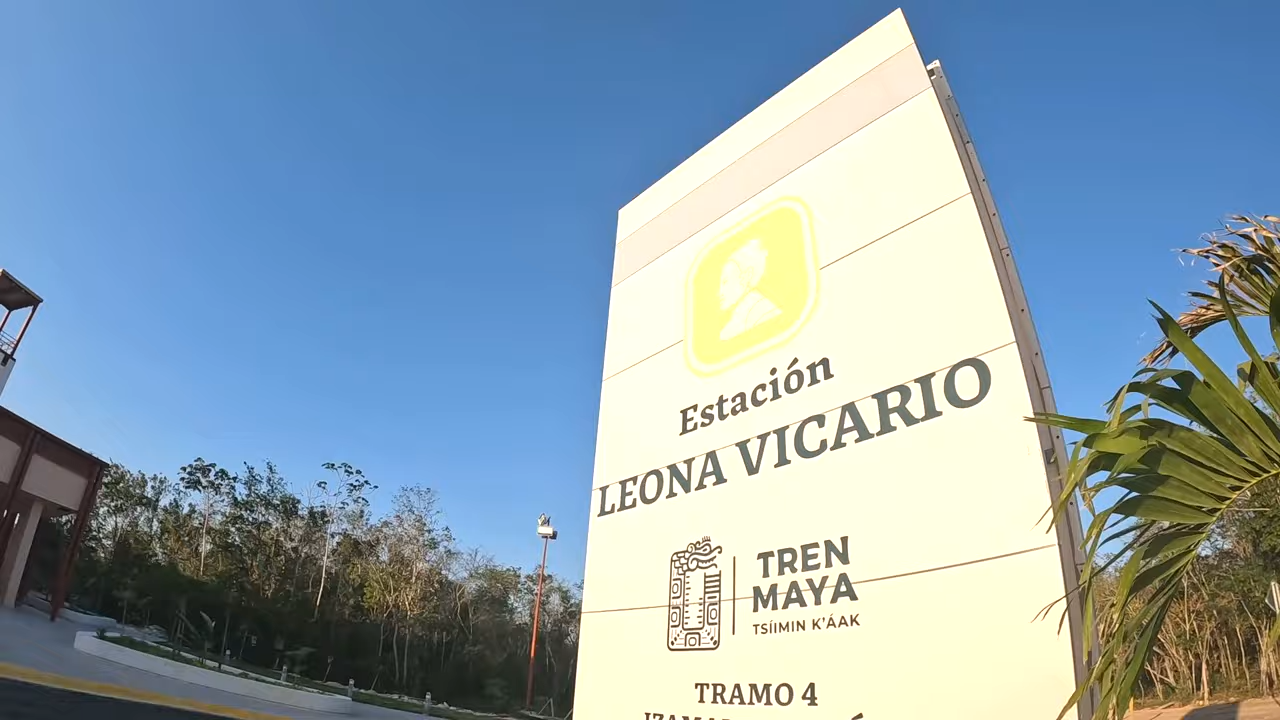 Estación
LEONA VICARIO
TREN
MAYA
TSÍIMIN K'ÁAK
TRAMO 4